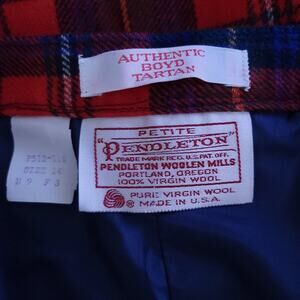 AUTHENTIC
BOYD
TARTAN
PETITE
"PENDLETON"
TRADE MARK REG. U.S. PAT. OFF.
PENDLETON WOOLEN MILLS
PORTLAND, OREGON
100% VIRGIN WOOL
PURE VIRGIN WOOL
MADE IN U.S.A.
SIZE